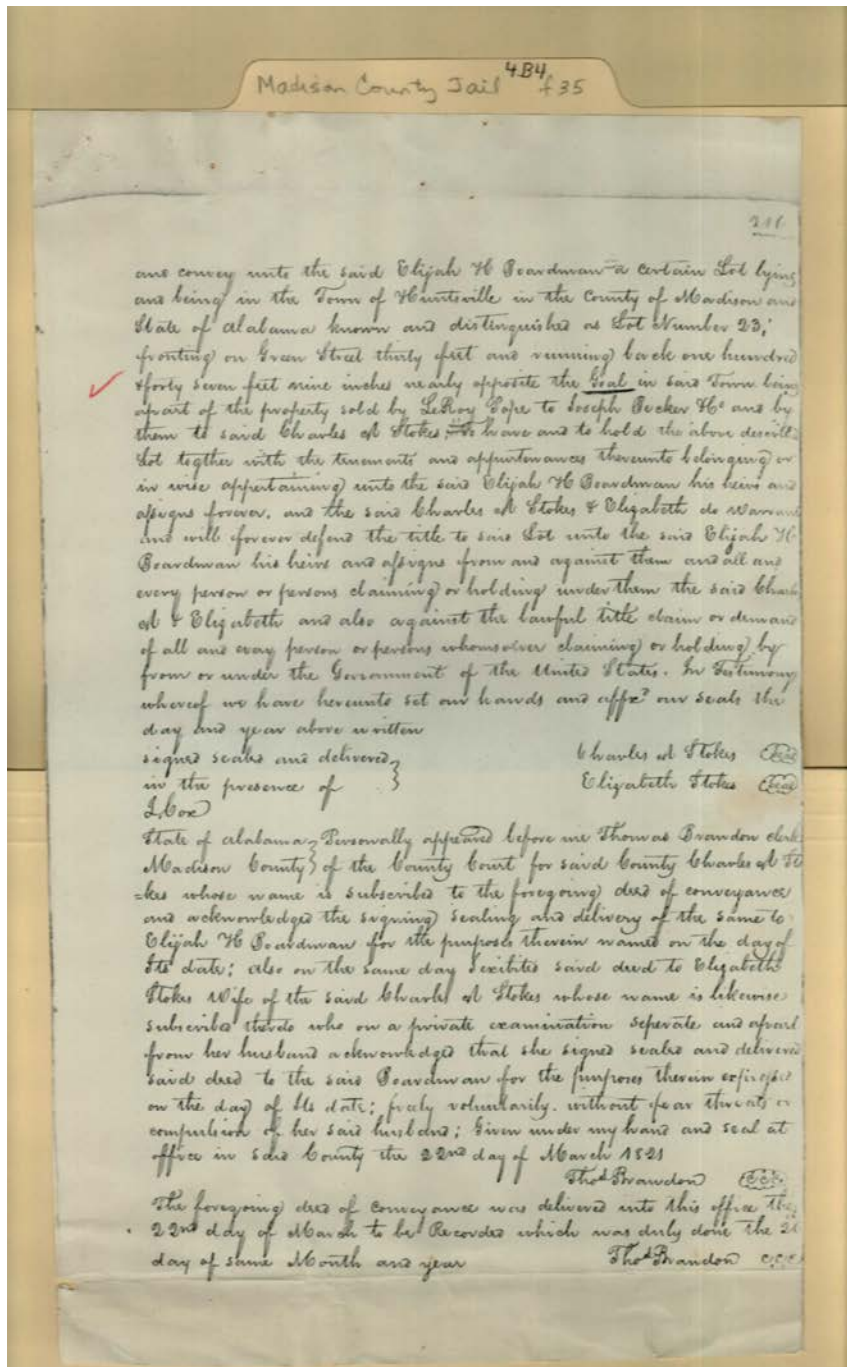 4B4
Madison County Jail f35
and convey unto the said Elijah H Boardman a certain Lot lying
and being in the Town of Huntsville in the County of Madison and
State of Alabama known and distinguished as Lot Number 23,
fronting on Green Street thirty feet and running back one hundred
& forty seven feet nine inches nearly opposite the Goal in said Town being
apart of the property sold by LeRoy Pope to Joseph Pecker & Co and by
them to said Charles A Stokes To have and to hold the above describd
Lot togther with the tenements and appurtenances thereunto belonging or
in wise appertaining unto the said Elijah H Boardman his heirs and
assigns forever. and the said Charles A Stokes & Elizabeth do Warrant
and will forever defend the title to said Lot unto the said Elijah H
Boardman his heirs and assigns from and against them and all and
every person or persons claiming or holding under them the said Charles
A & Elizabeth and also against the lawful title claim or demand
of all and evay person or persons whomsoever claiming or holding by
from or under the Government of the United States. In Testimony
whereof we have hereunto set our hands and affxd our seals the
day and year above written
signed sealed and delivered Charles A Stokes Seal
in the presence of Elizabeth Stokes Seal
J. Cox
State of Alabama Personally appeared before me Thomas Brandon clerk
Madison County of the County Court for said County Charles A Sto
=kes whose name is subscribed to the foregoing deed of conveyance
and acknowledged the signing sealing and delivery of the same to
Elijah H Boardman for the purposes therein named on the day of
Its date; also on the same day I exibited said deed to Elizabeth
Stokes Wife of the said Charles A Stokes whose name is likewise
subscribed thereto who on a private examination seperate and apart
from her husband acknowledged that she signed sealed and delivered
said deed to the said Boardman for the purposes therein expressed
on the day of Its date; freely voluntarily. without fear threats or
compulsion of her said husband; Given under my hand and seal at
office in said County the 22nd day of March 1821
Thos Brandon C.C.C.
The foregoing deed of conveyance was delivered into this office the
22nd day of March to be Recorded which was duly done the
day of same Month and year Thos Brandon C.C.C.